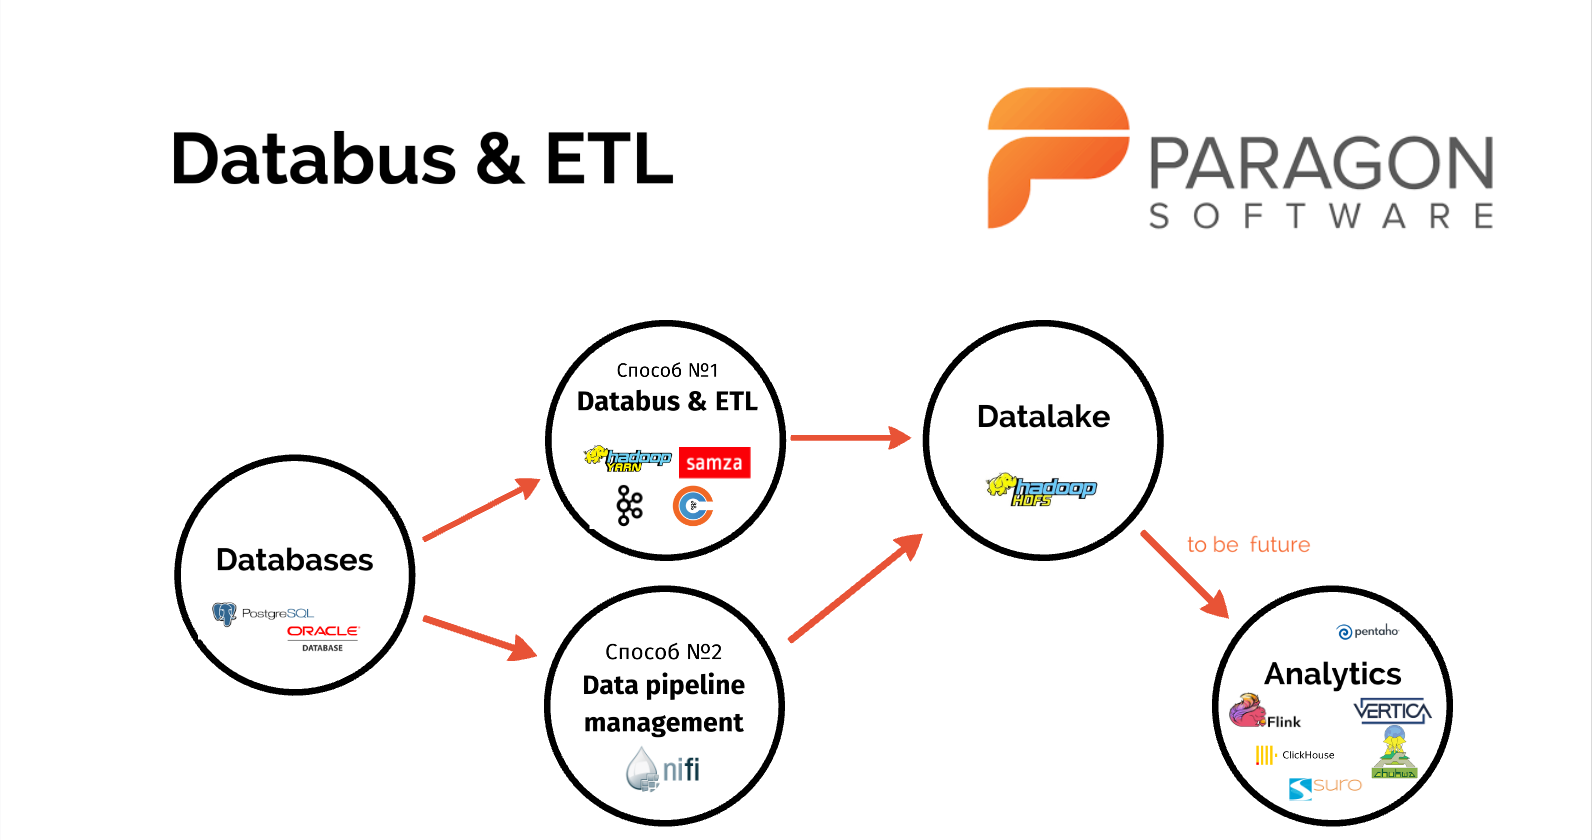 Databus & ETL
PARAGON
SOFTWARE
Способ №1
Databus & ETL
hadoop
YARN
samza
Datalake
hadoop
HDFS
Databases
PostgreSQL
ORACLE
DATABASE
to be future
Способ №2
Data pipeline
management
nifi
pentaho
Analytics
Flink
VERTICA
ClickHouse
chukwa
suro